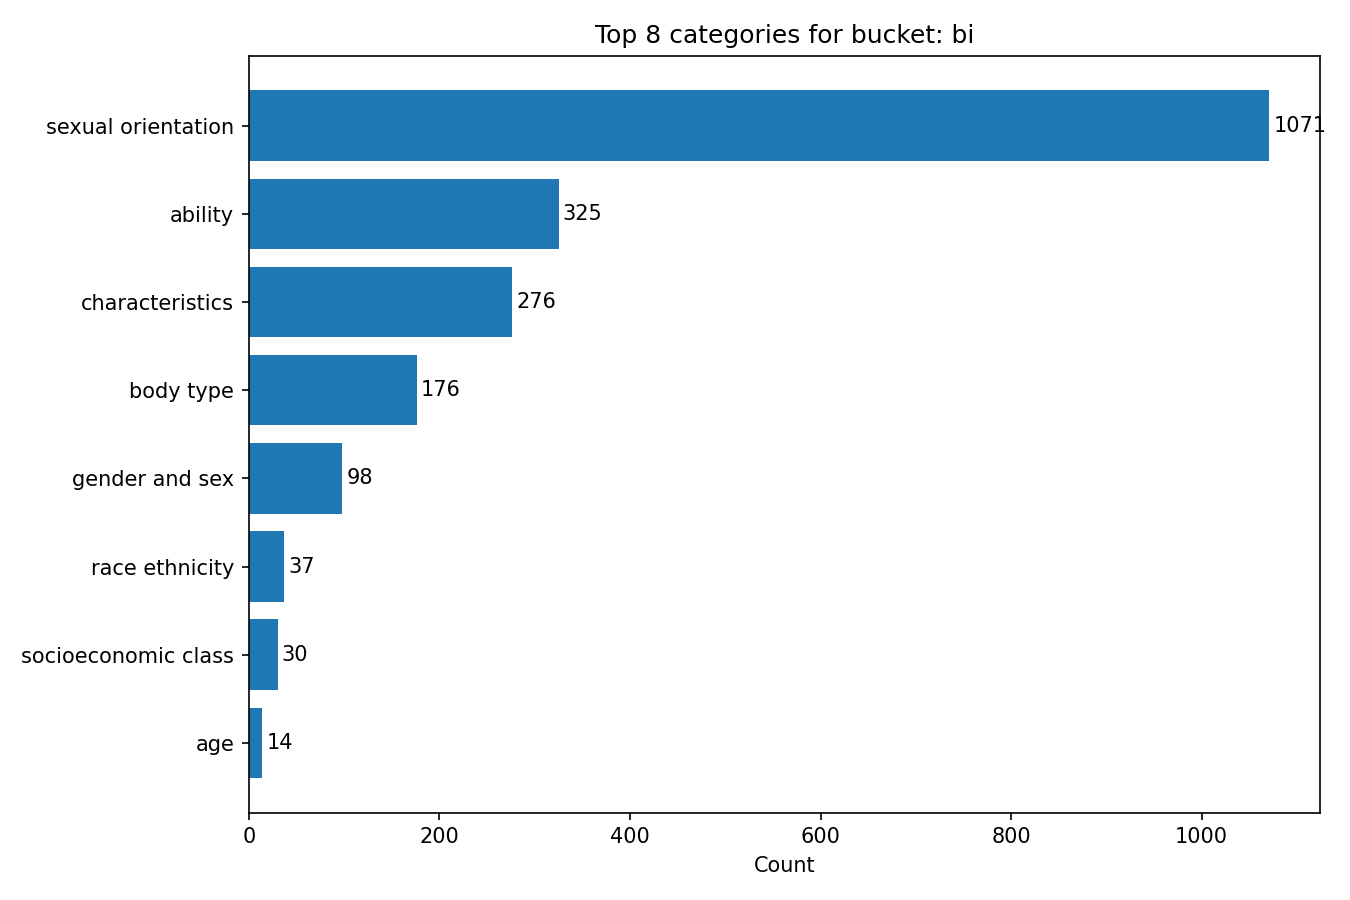 Top 8 categories for bucket: bi
sexual orientation 1071
ability 325
characteristics 276
body type 176
gender and sex 98
race ethnicity 37
socioeconomic class 30
age 14
0 200 400 600 800 1000
Count